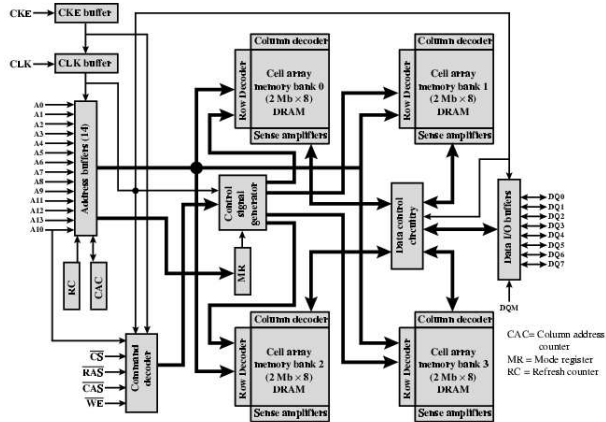 CKE
CKE buffer
CLK
CLK buffer
A0
A1
A2
A3
A4
A5
A6
A7
A8
A9
A11
A12
A13
A10
Address buffers (14)
RC
CAC
CS
RAS
CAS
WE
Command decoder
Control signal generator
MR
Column decoder
Row Decoder
Cell array
memory bank 0
(2 Mb × 8)
DRAM
Sense amplifiers
Column decoder
Row Decoder
Cell array
memory bank 1
(2 Mb × 8)
DRAM
Sense amplifiers
Data control circuitry
Data I/O buffers
DQ0
DQ1
DQ2
DQ3
DQ4
DQ5
DQ6
DQ7
DQM
Column decoder
Row Decoder
Cell array
memory bank 2
(2 Mb × 8)
DRAM
Sense amplifiers
Column decoder
Row Decoder
Cell array
memory bank 3
(2 Mb × 8)
DRAM
Sense amplifiers
CAC= Column address
counter
MR = Mode register
RC = Refresh counter